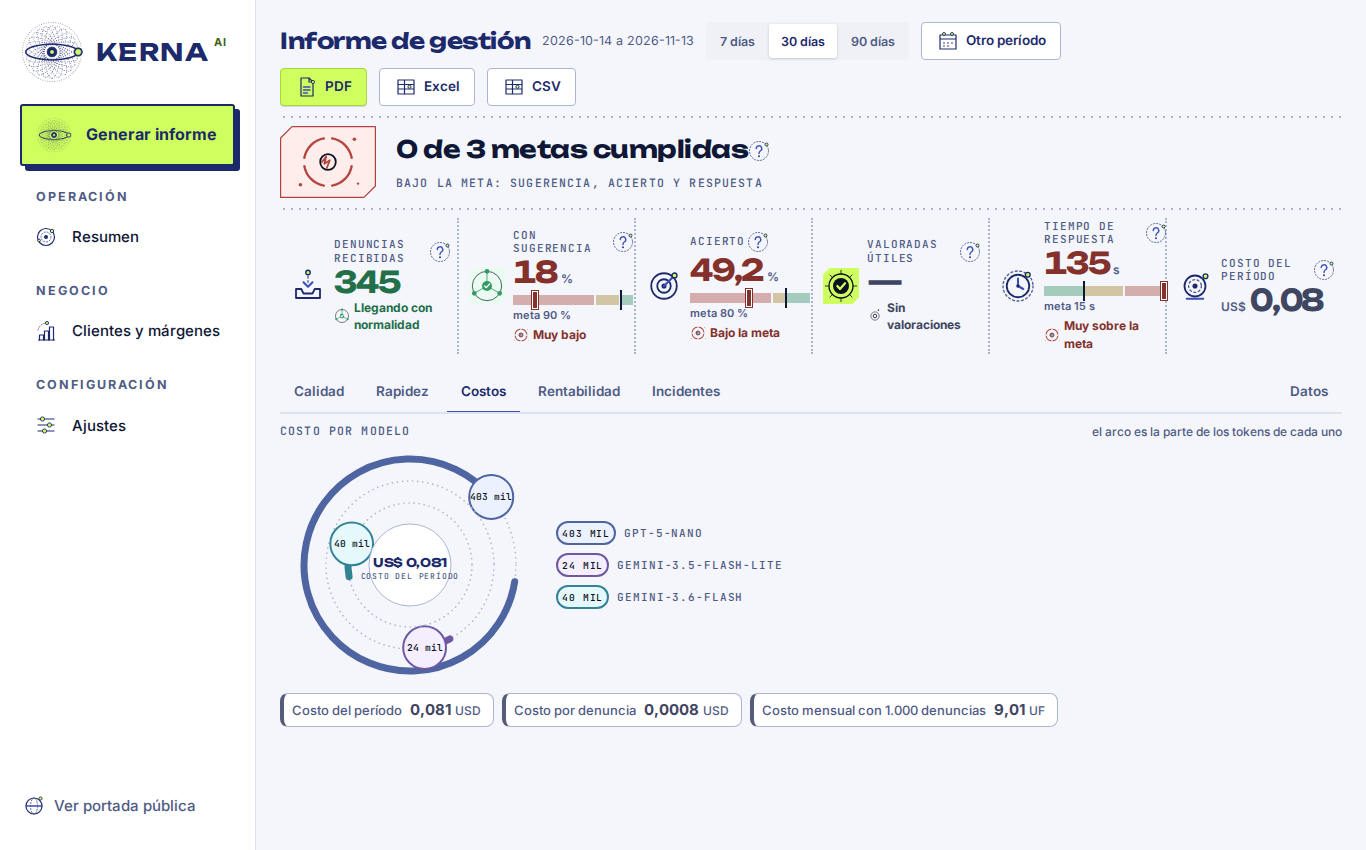 KERNA AI
Generar informe
OPERACIÓN
Resumen
NEGOCIO
Clientes y márgenes
CONFIGURACIÓN
Ajustes
Ver portada pública
Informe de gestión 2026-10-14 a 2026-11-13 7 días 30 días 90 días Otro período
PDF Excel CSV
0 de 3 metas cumplidas ?
BAJO LA META: SUGERENCIA, ACIERTO Y RESPUESTA
DENUNCIAS
RECIBIDAS ?
345
Llegando con
normalidad
CON
SUGERENCIA ?
18 %
meta 90 %
Muy bajo
ACIERTO ?
49,2 %
meta 80 %
Bajo la meta
VALORADAS
ÚTILES ?
—
Sin
valoraciones
TIEMPO DE
RESPUESTA ?
135 s
meta 15 s
Muy sobre la
meta
COSTO DEL
PERÍODO ?
US$ 0,08
Calidad Rapidez Costos Rentabilidad Incidentes Datos
COSTO POR MODELO el arco es la parte de los tokens de cada uno
403 mil
40 mil
US$ 0,081
COSTO DEL PERÍODO
24 mil
403 MIL GPT-5-NANO
24 MIL GEMINI-3.5-FLASH-LITE
40 MIL GEMINI-3.6-FLASH
Costo del período 0,081 USD Costo por denuncia 0,0008 USD Costo mensual con 1.000 denuncias 9,01 UF